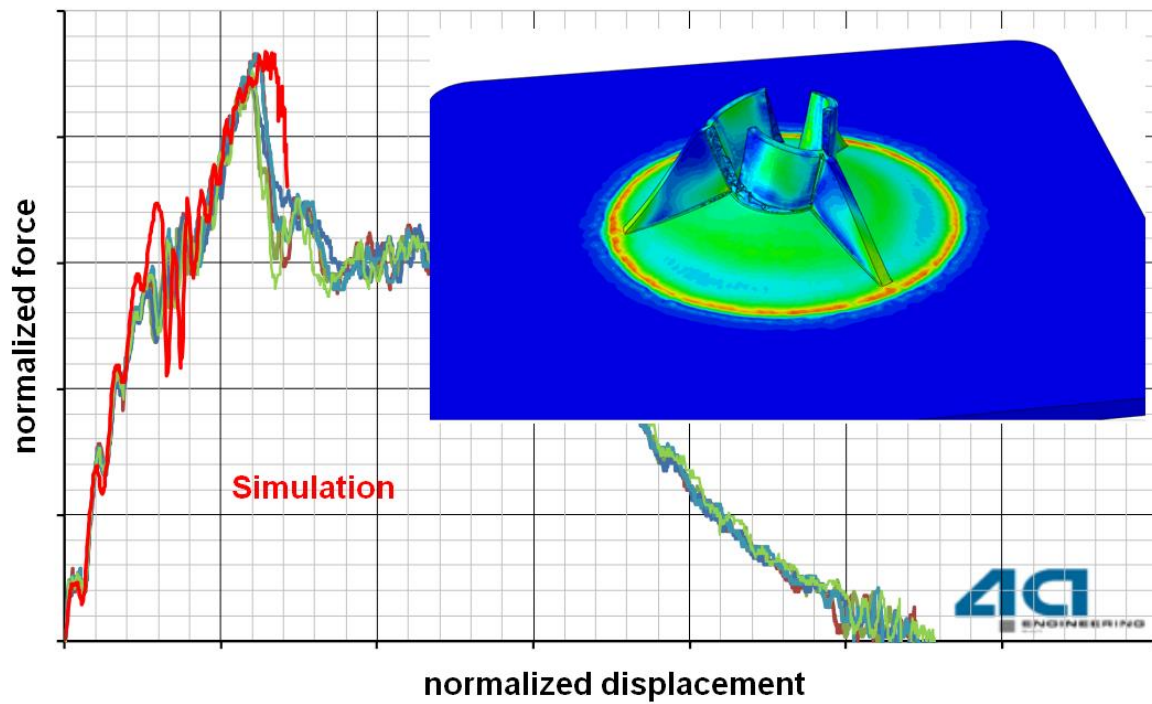 normalized force
Simulation
4a
ENGINEERING
normalized displacement